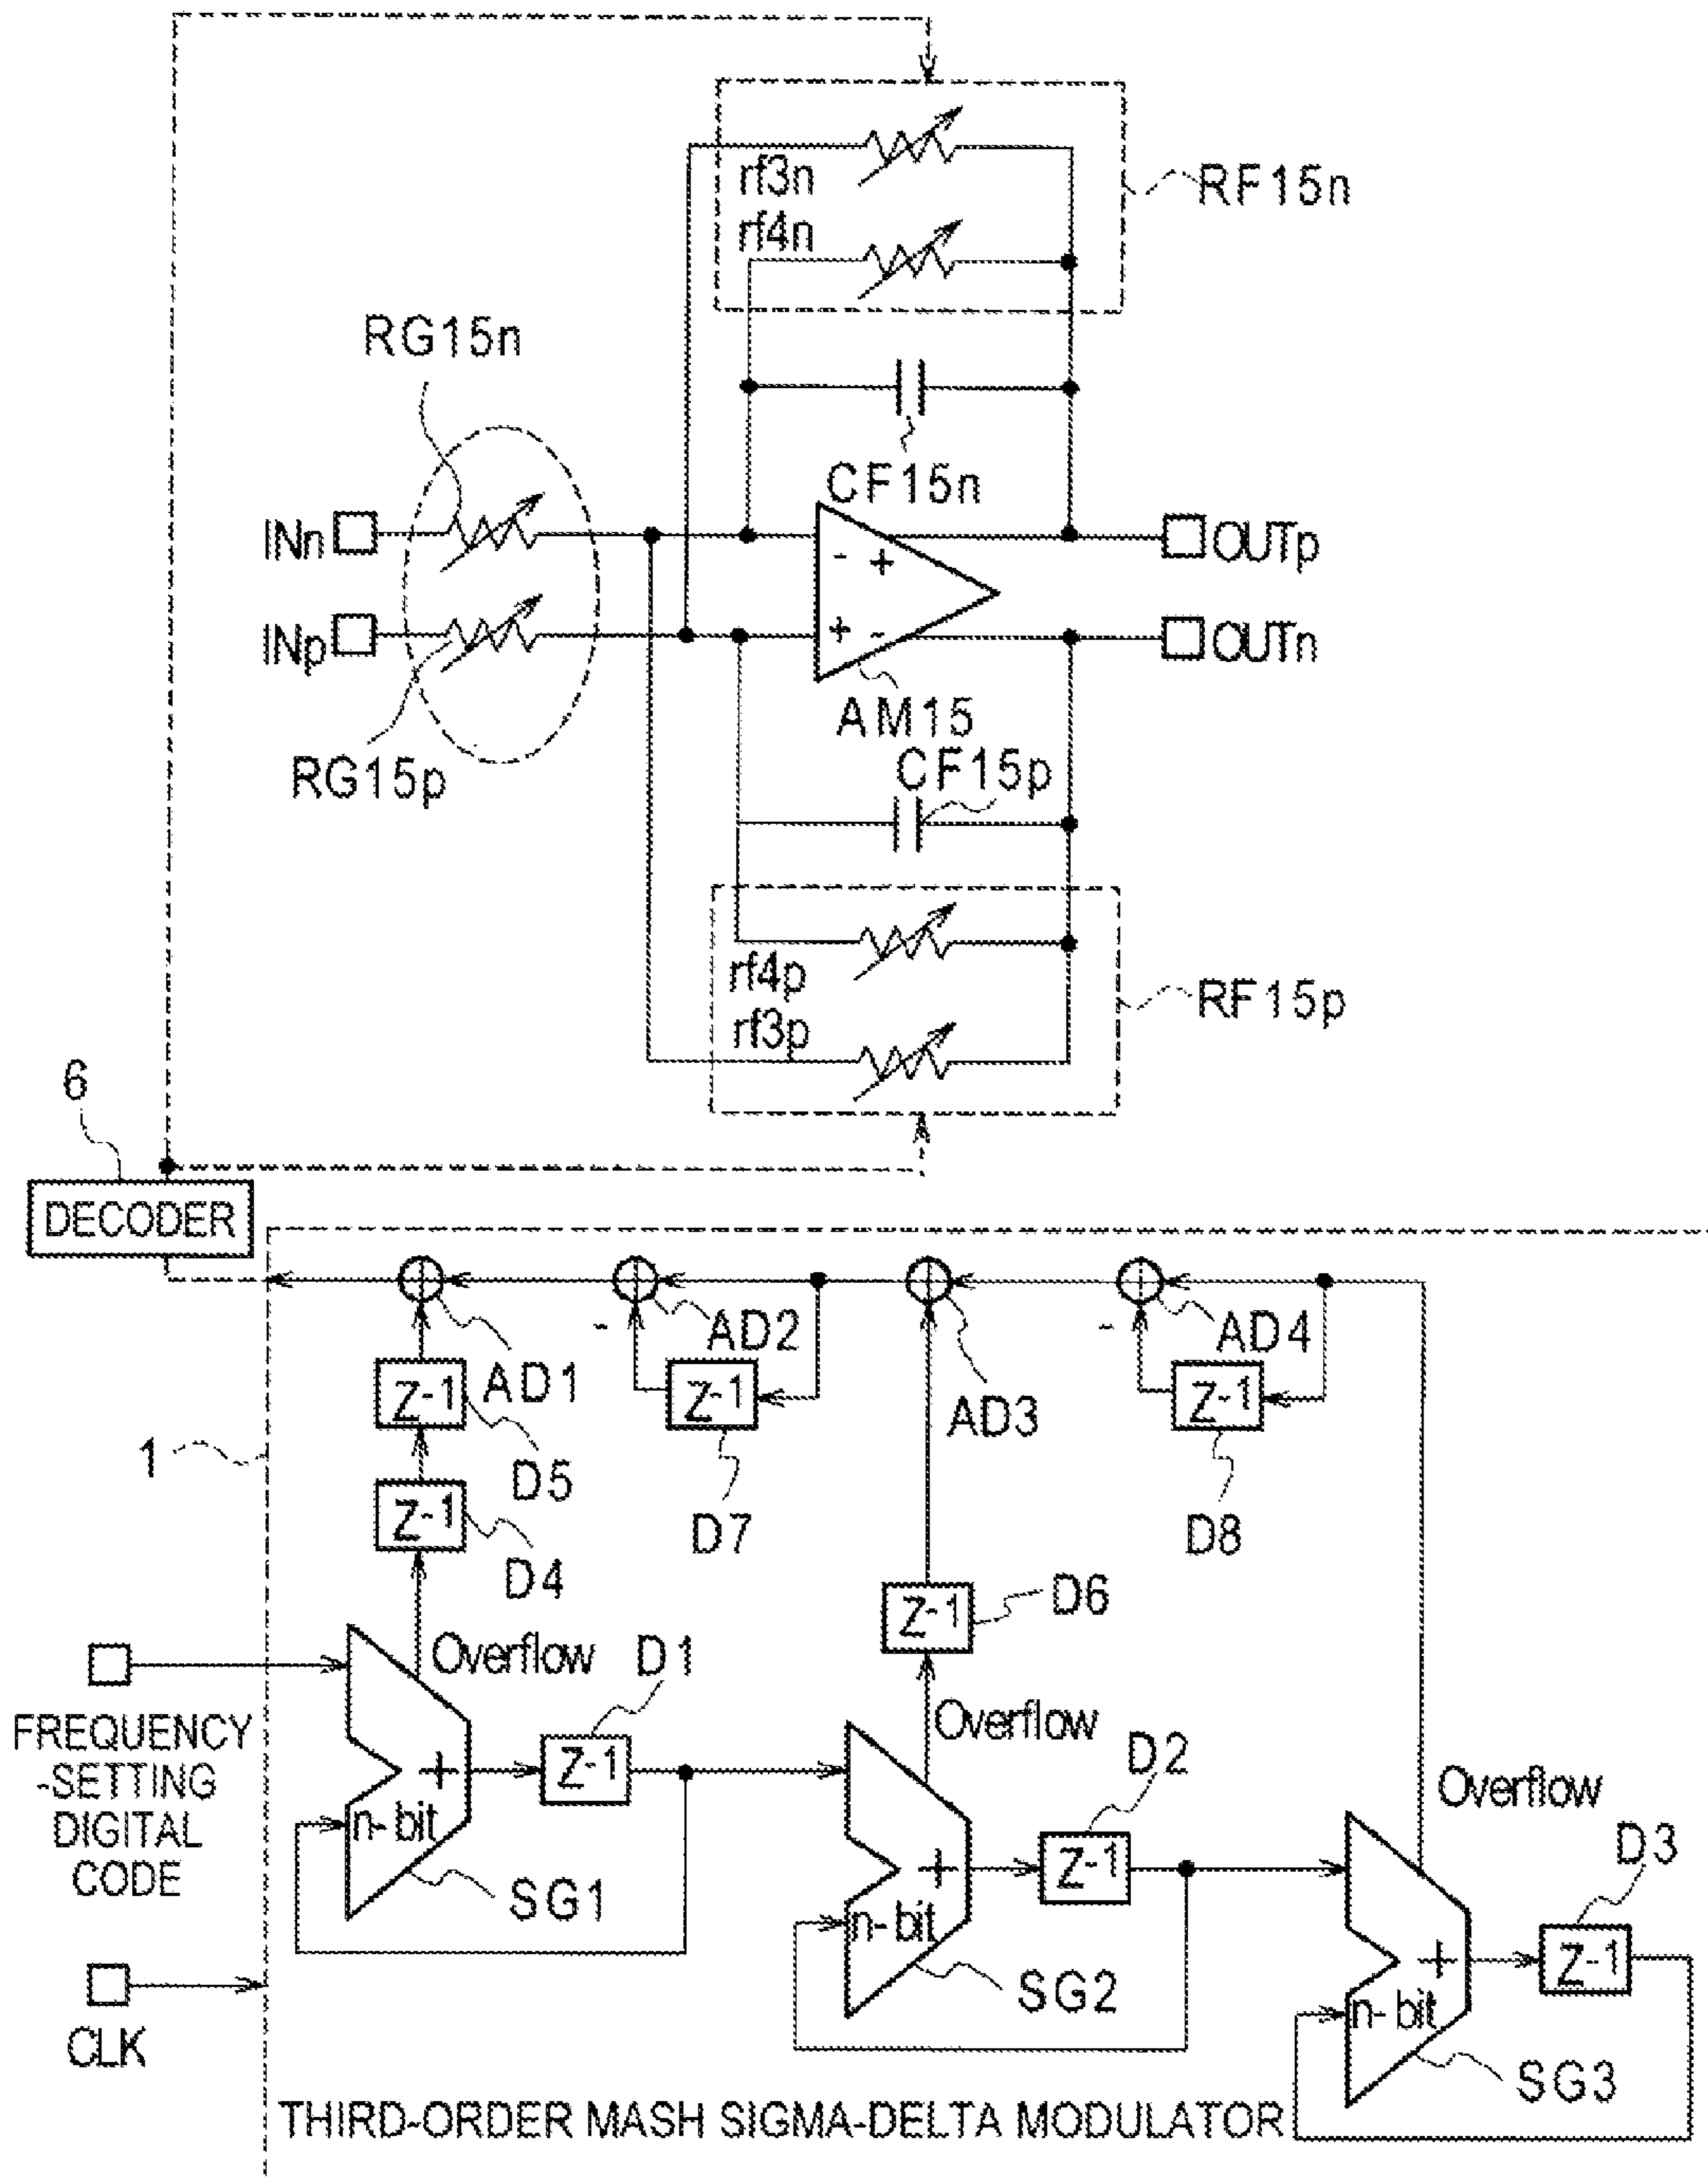 rf3n
RF15n
rf4n
RG15n
CF15n
INn
- +
OUTp
INp
+ -
OUTn
AM15
RG15p
CF15p
rf4p
RF15p
rf3p
6
DECODER
-
AD2
-
AD4
Z-1
AD1
Z-1
AD3
Z-1
1
D5
Z-1
D7
D8
D4
Z-1
D6
Overflow
D1
FREQUENCY
-SETTING
DIGITAL
CODE
+
Z-1
n-bit
SG1
Overflow
D2
+
Z-1
n-bit
SG2
Overflow
D3
+
Z-1
n-bit
SG3
CLK
THIRD-ORDER MASH SIGMA-DELTA MODULATOR